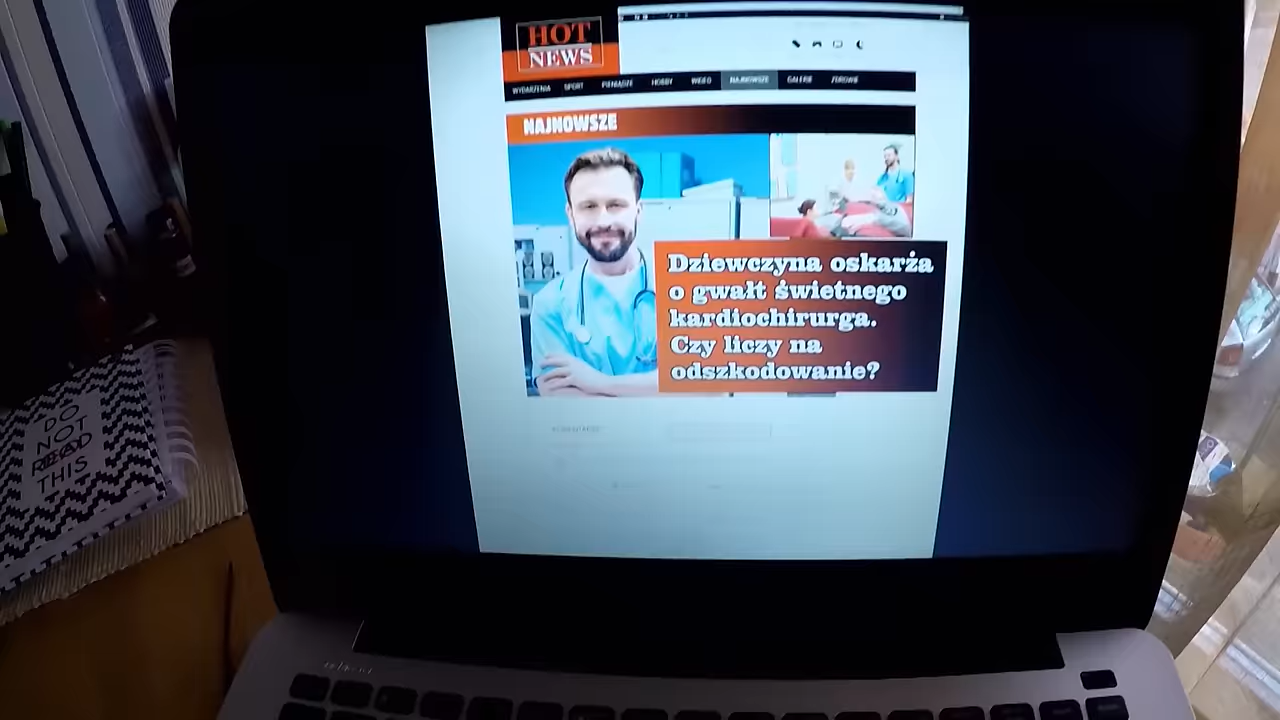 HOT
NEWS
WYDARZENIA SPORT PIENIĄDZE HOBBY WIDEO NAJNOWSZE GALERIE ZDROWIE
NAJNOWSZE
Dziewczyna oskarża
o gwałt świetnego
kardiochirurga.
Czy liczy na
odszkodowanie?
DO
NOT
READ
THIS